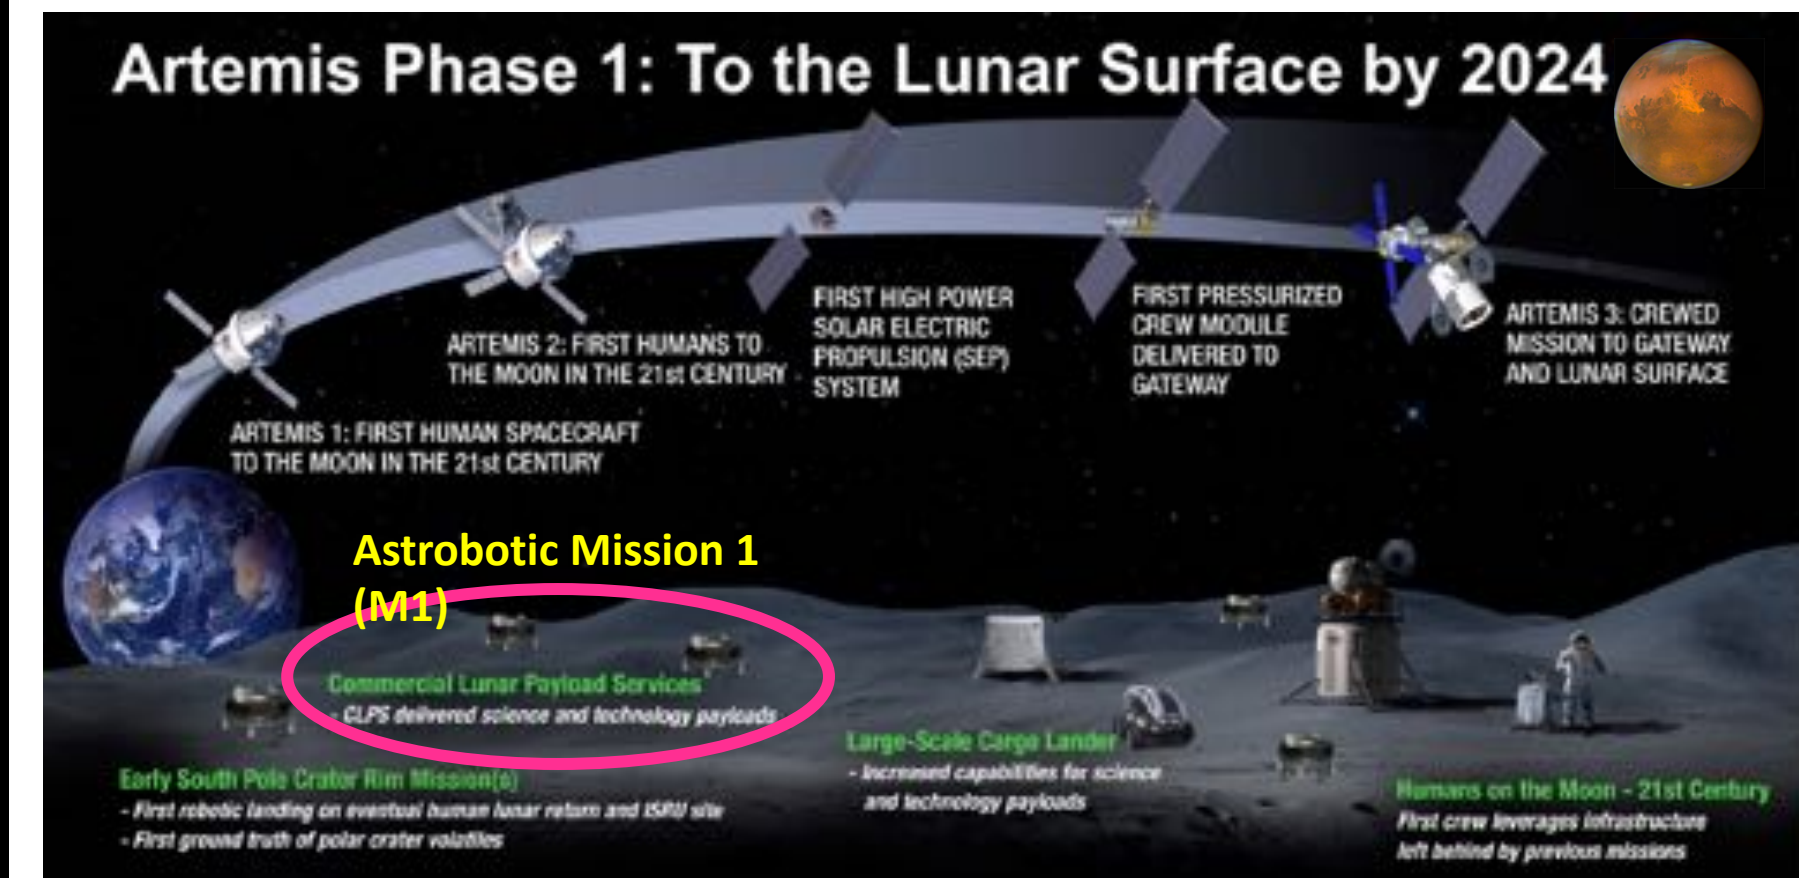 Artemis Phase 1: To the Lunar Surface by 2024
ARTEMIS 1: FIRST HUMAN SPACECRAFT
TO THE MOON IN THE 21st CENTURY
ARTEMIS 2: FIRST HUMANS TO
THE MOON IN THE 21st CENTURY
FIRST HIGH POWER
SOLAR ELECTRIC
PROPULSION (SEP)
SYSTEM
FIRST PRESSURIZED
CREW MODULE
DELIVERED TO
GATEWAY
ARTEMIS 3: CREWED
MISSION TO GATEWAY
AND LUNAR SURFACE
Astrobotic Mission 1
(M1)
Commercial Lunar Payload Services
- CLPS delivered science and technology payloads
Early South Pole Crater Rim Mission(s)
- First robotic landing on eventual human lunar return and ISRU site
- First ground truth of polar crater volatiles
Large-Scale Cargo Lander
- Increased capabilities for science
and technology payloads
Humans on the Moon - 21st Century
First crew leverages infrastructure
left behind by previous missions